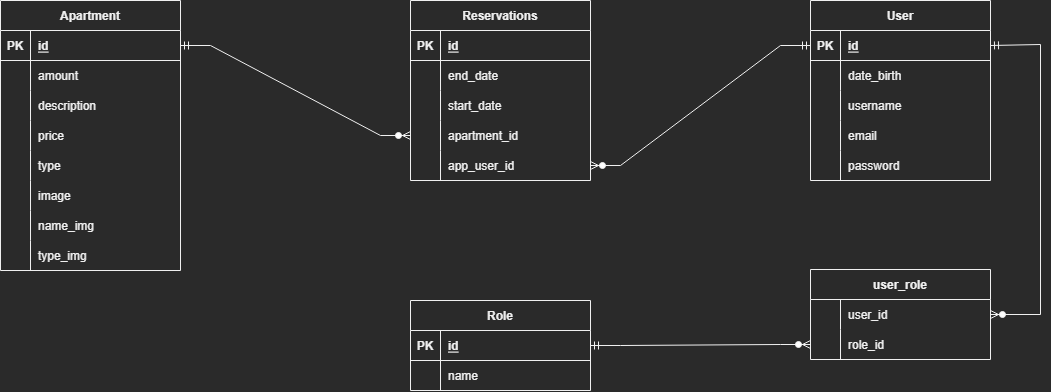 Apartment
PK id
amount
description
price
type
image
name_img
type_img
Reservations
PK id
end_date
start_date
apartment_id
app_user_id
User
PK id
date_birth
username
email
password
Role
PK id
name
user_role
user_id
role_id